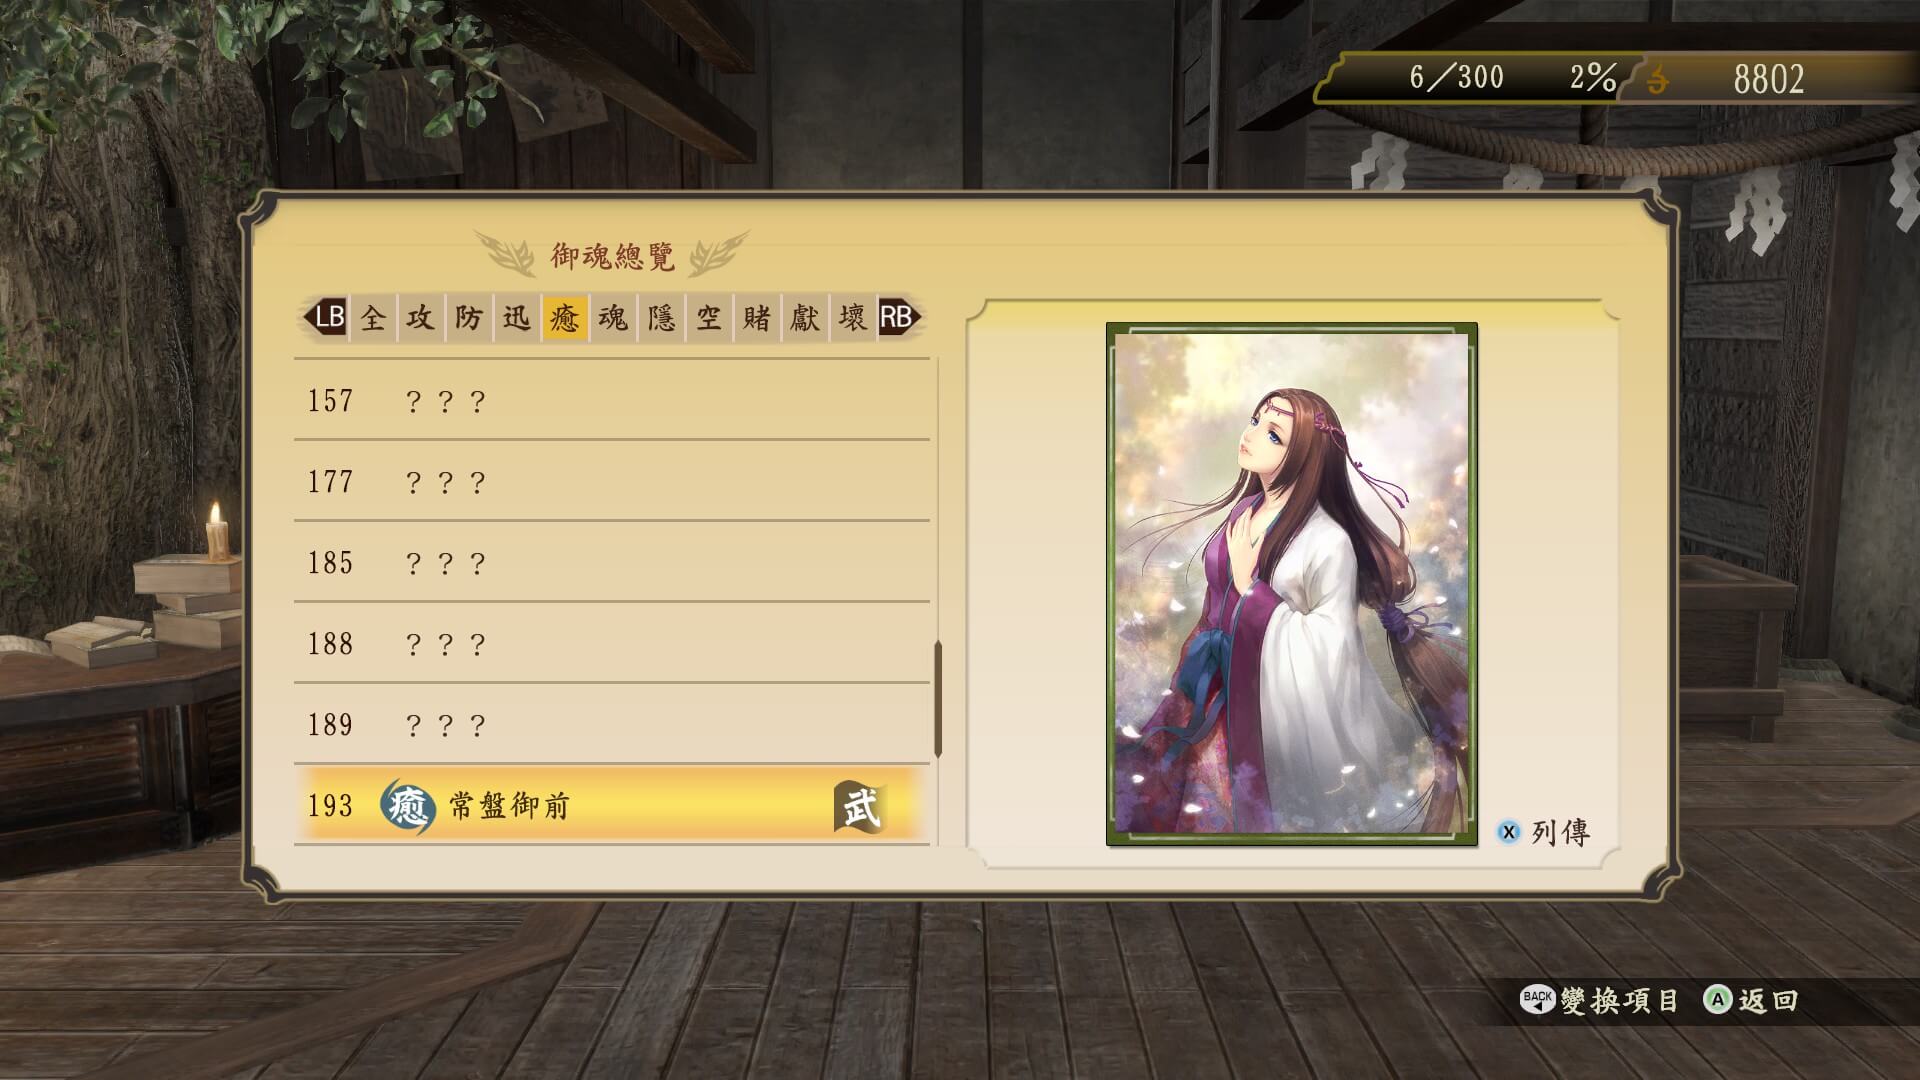 6／300 2% 8802
御魂總覽
LB 全 攻 防 迅 癒 魂 隱 空 賭 獻 壞 RB
157 ？？？
177 ？？？
185 ？？？
188 ？？？
189 ？？？
193 癒 常盤御前 武
X 列傳
BACK 變換項目 A 返回